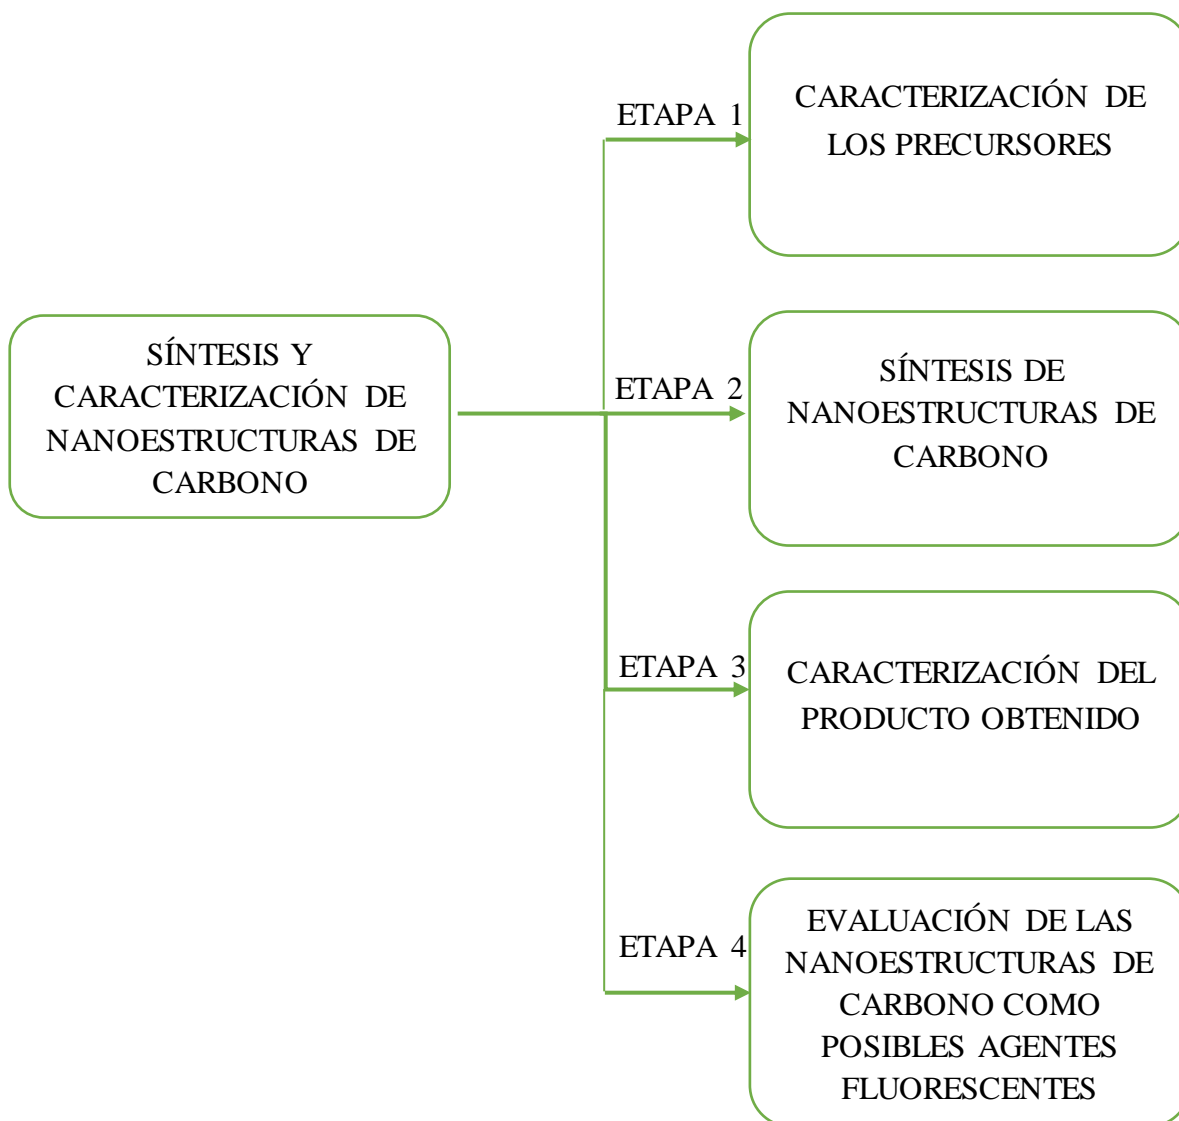 SÍNTESIS Y
CARACTERIZACIÓN DE
NANOESTRUCTURAS DE
CARBONO
ETAPA 1
CARACTERIZACIÓN DE
LOS PRECURSORES
ETAPA 2
SÍNTESIS DE
NANOESTRUCTURAS DE
CARBONO
ETAPA 3
CARACTERIZACIÓN DEL
PRODUCTO OBTENIDO
ETAPA 4
EVALUACIÓN DE LAS
NANOESTRUCTURAS DE
CARBONO COMO
POSIBLES AGENTES
FLUORESCENTES